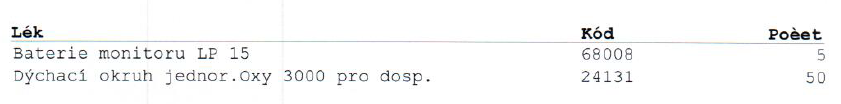 Lék Kód Poèet
Baterie monitoru LP 15 68008 5
Dýchací okruh jednor.Oxy 3000 pro dosp. 24131 50